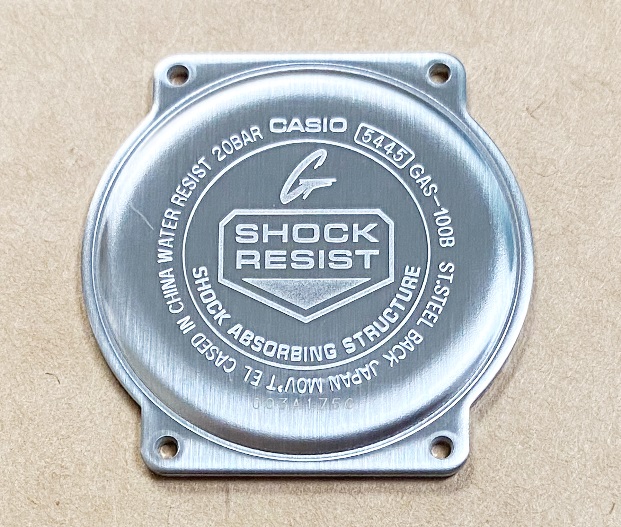 CASIO 5445 GAS-100B ST.STEEL BACK JAPAN MOV'T EL CASED IN CHINA WATER RESIST 20BAR
G
SHOCK
RESIST
SHOCK ABSORBING STRUCTURE